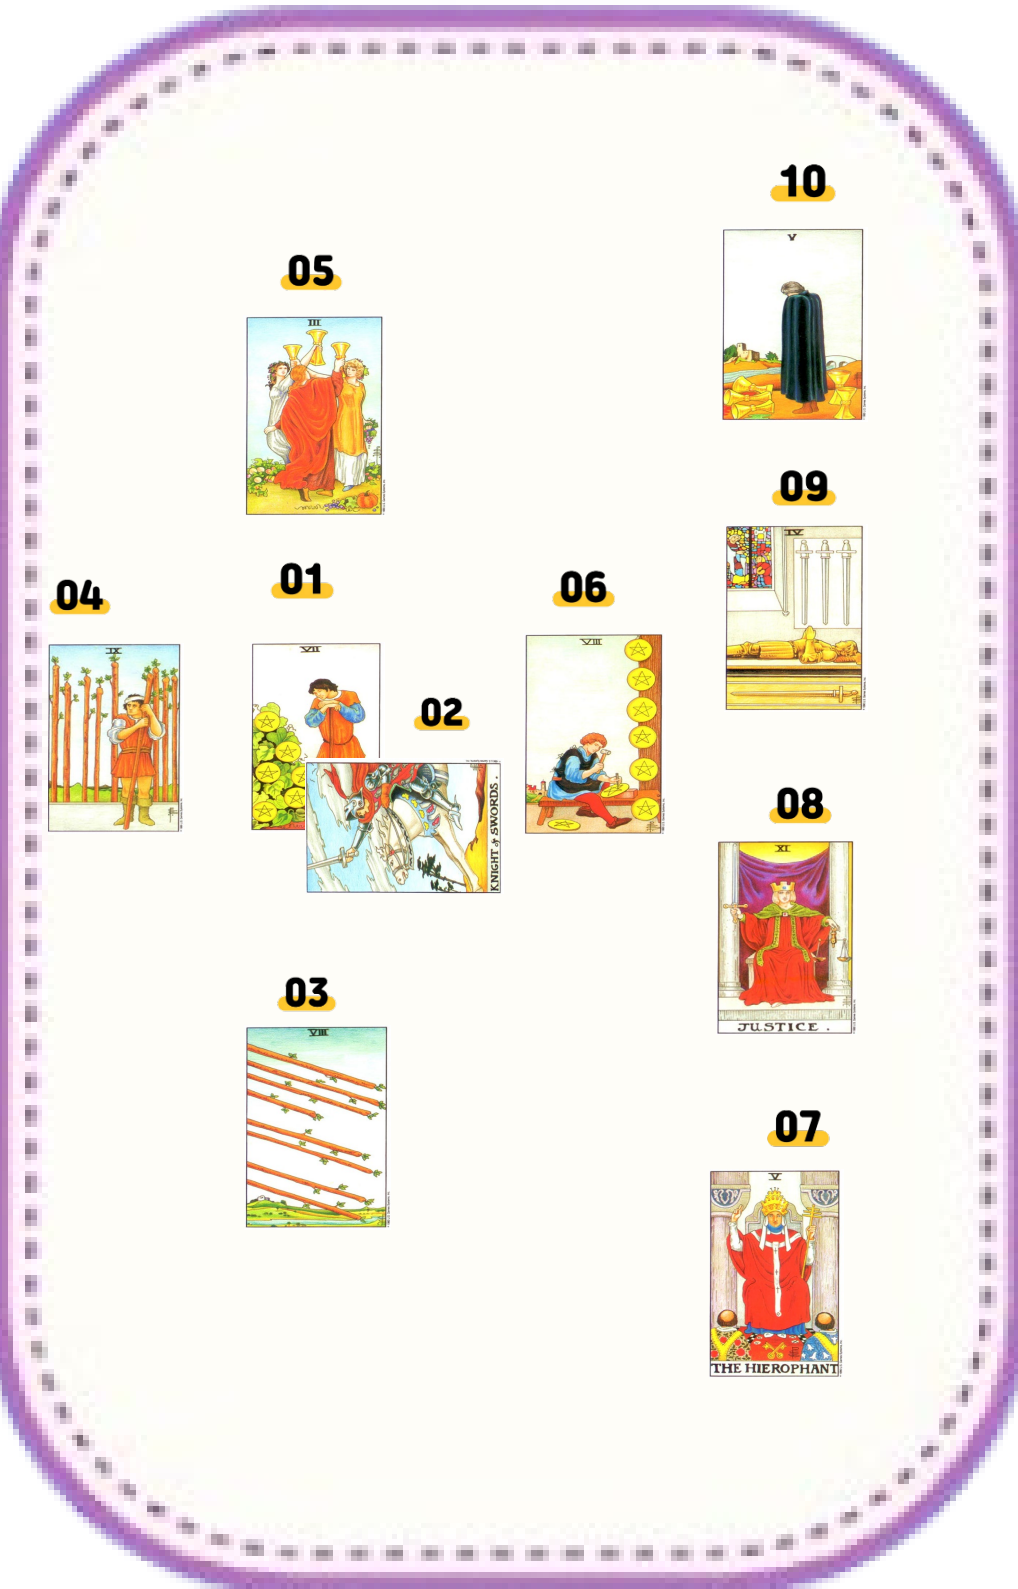 10
V
05
III
09
IV
04
IX
01
VII
06
VIII
02
KNIGHT of SWORDS.
08
XI
JUSTICE.
03
VIII
07
V
THE HIEROPHANT